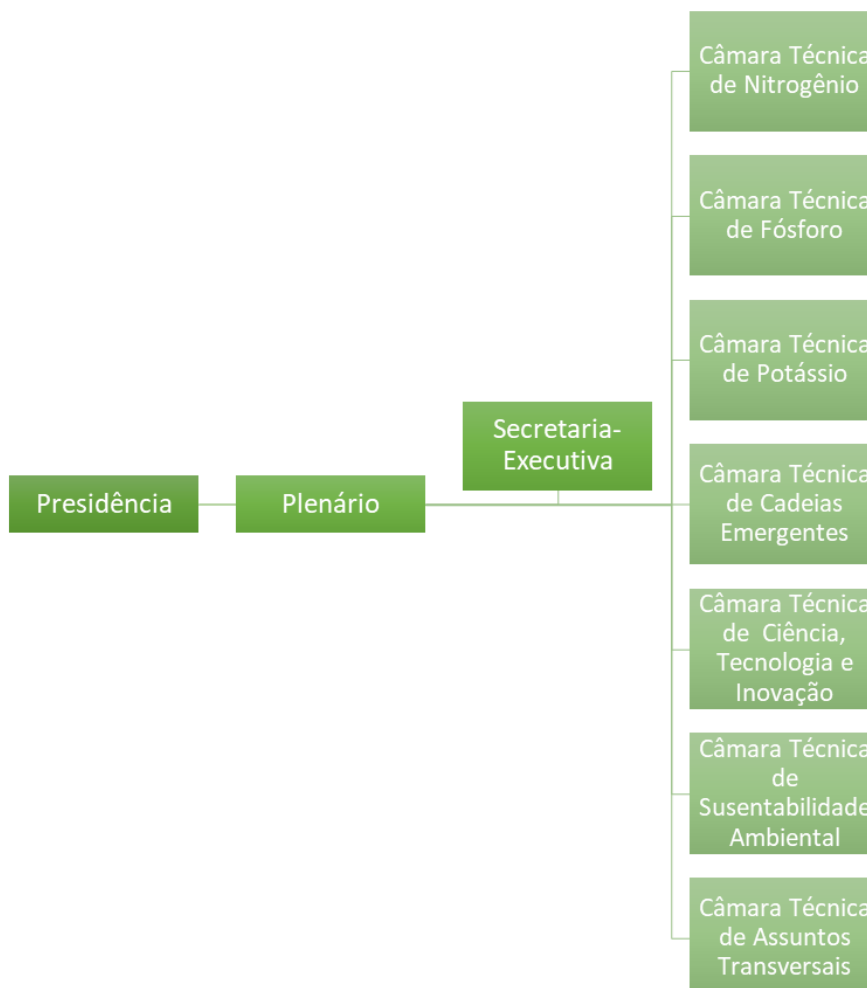 Presidência
Plenário
Secretaria-
Executiva
Câmara Técnica
de Nitrogênio
Câmara Técnica
de Fósforo
Câmara Técnica
de Potássio
Câmara Técnica
de Cadeias
Emergentes
Câmara Técnica
de  Ciência,
Tecnologia e
Inovação
Câmara Técnica
de
Susentabilidade
Ambiental
Câmara Técnica
de Assuntos
Transversais